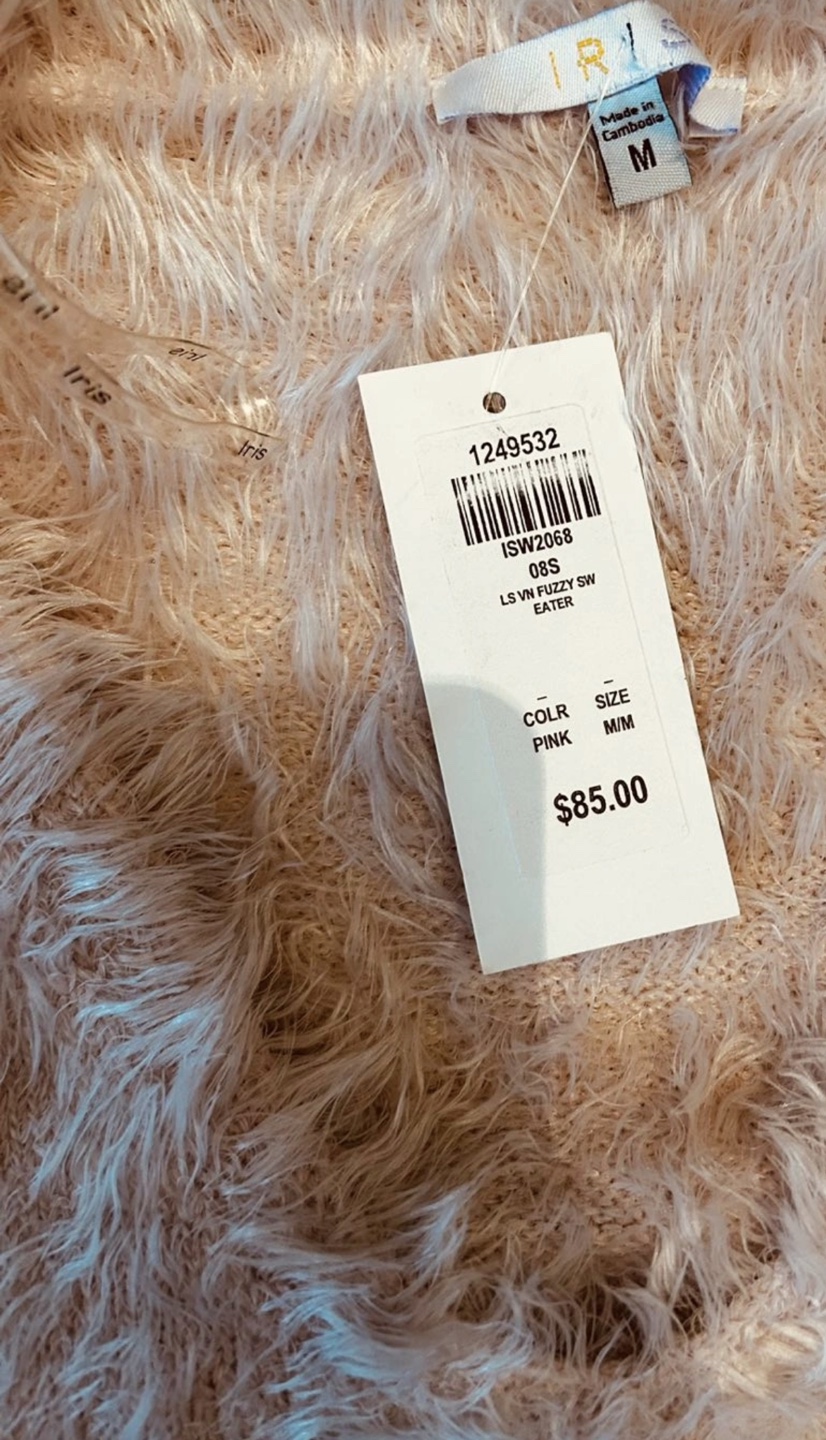 IRIS
Made in
Cambodia
M
Iris
Iris
Iris
Iris
1249532
ISW2068
08S
LS VN FUZZY SW
EATER
COLR
PINK
SIZE
M/M
$85.00